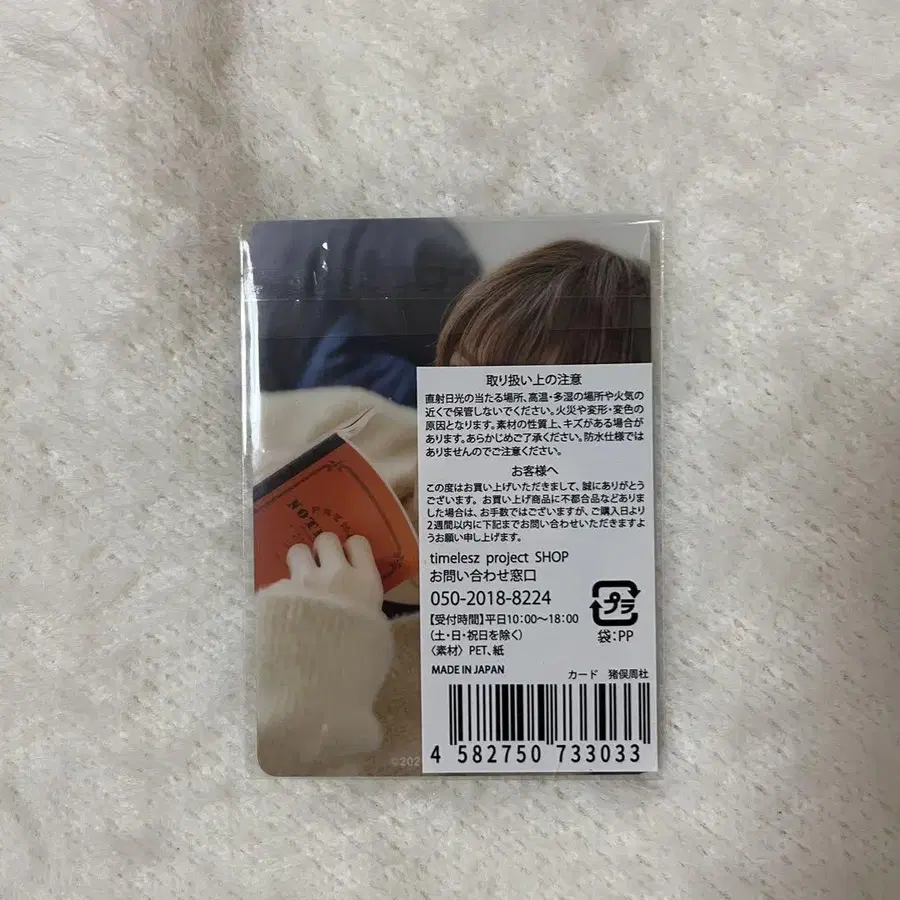 TON
取り扱い上の注意
直射日光の当たる場所、高温・多湿の場所や火気の
近くで保管しないでください。火災や変形・変色の
原因となります。素材の性質上、キズがある場合が
あります。あらかじめご了承ください。防水仕様では
ありませんのでご注意ください。
お客様へ
この度はお買い上げいただきまして、誠にありがとう
ございます。お買い上げ商品に不都合品などありまし
た場合は、お手数ではございますが、ご購入日より
2週間以内に下記までお問い合わせいただきますよ
うお願い申し上げます。
timelesz project SHOP
お問い合わせ窓口
050-2018-8224
【受付時間】平日10:00〜18:00
(土・日・祝日を除く)
〈素材〉PET、紙
MADE IN JAPAN
プラ
袋:PP
カード 猪俣周杜
4 582750 733033